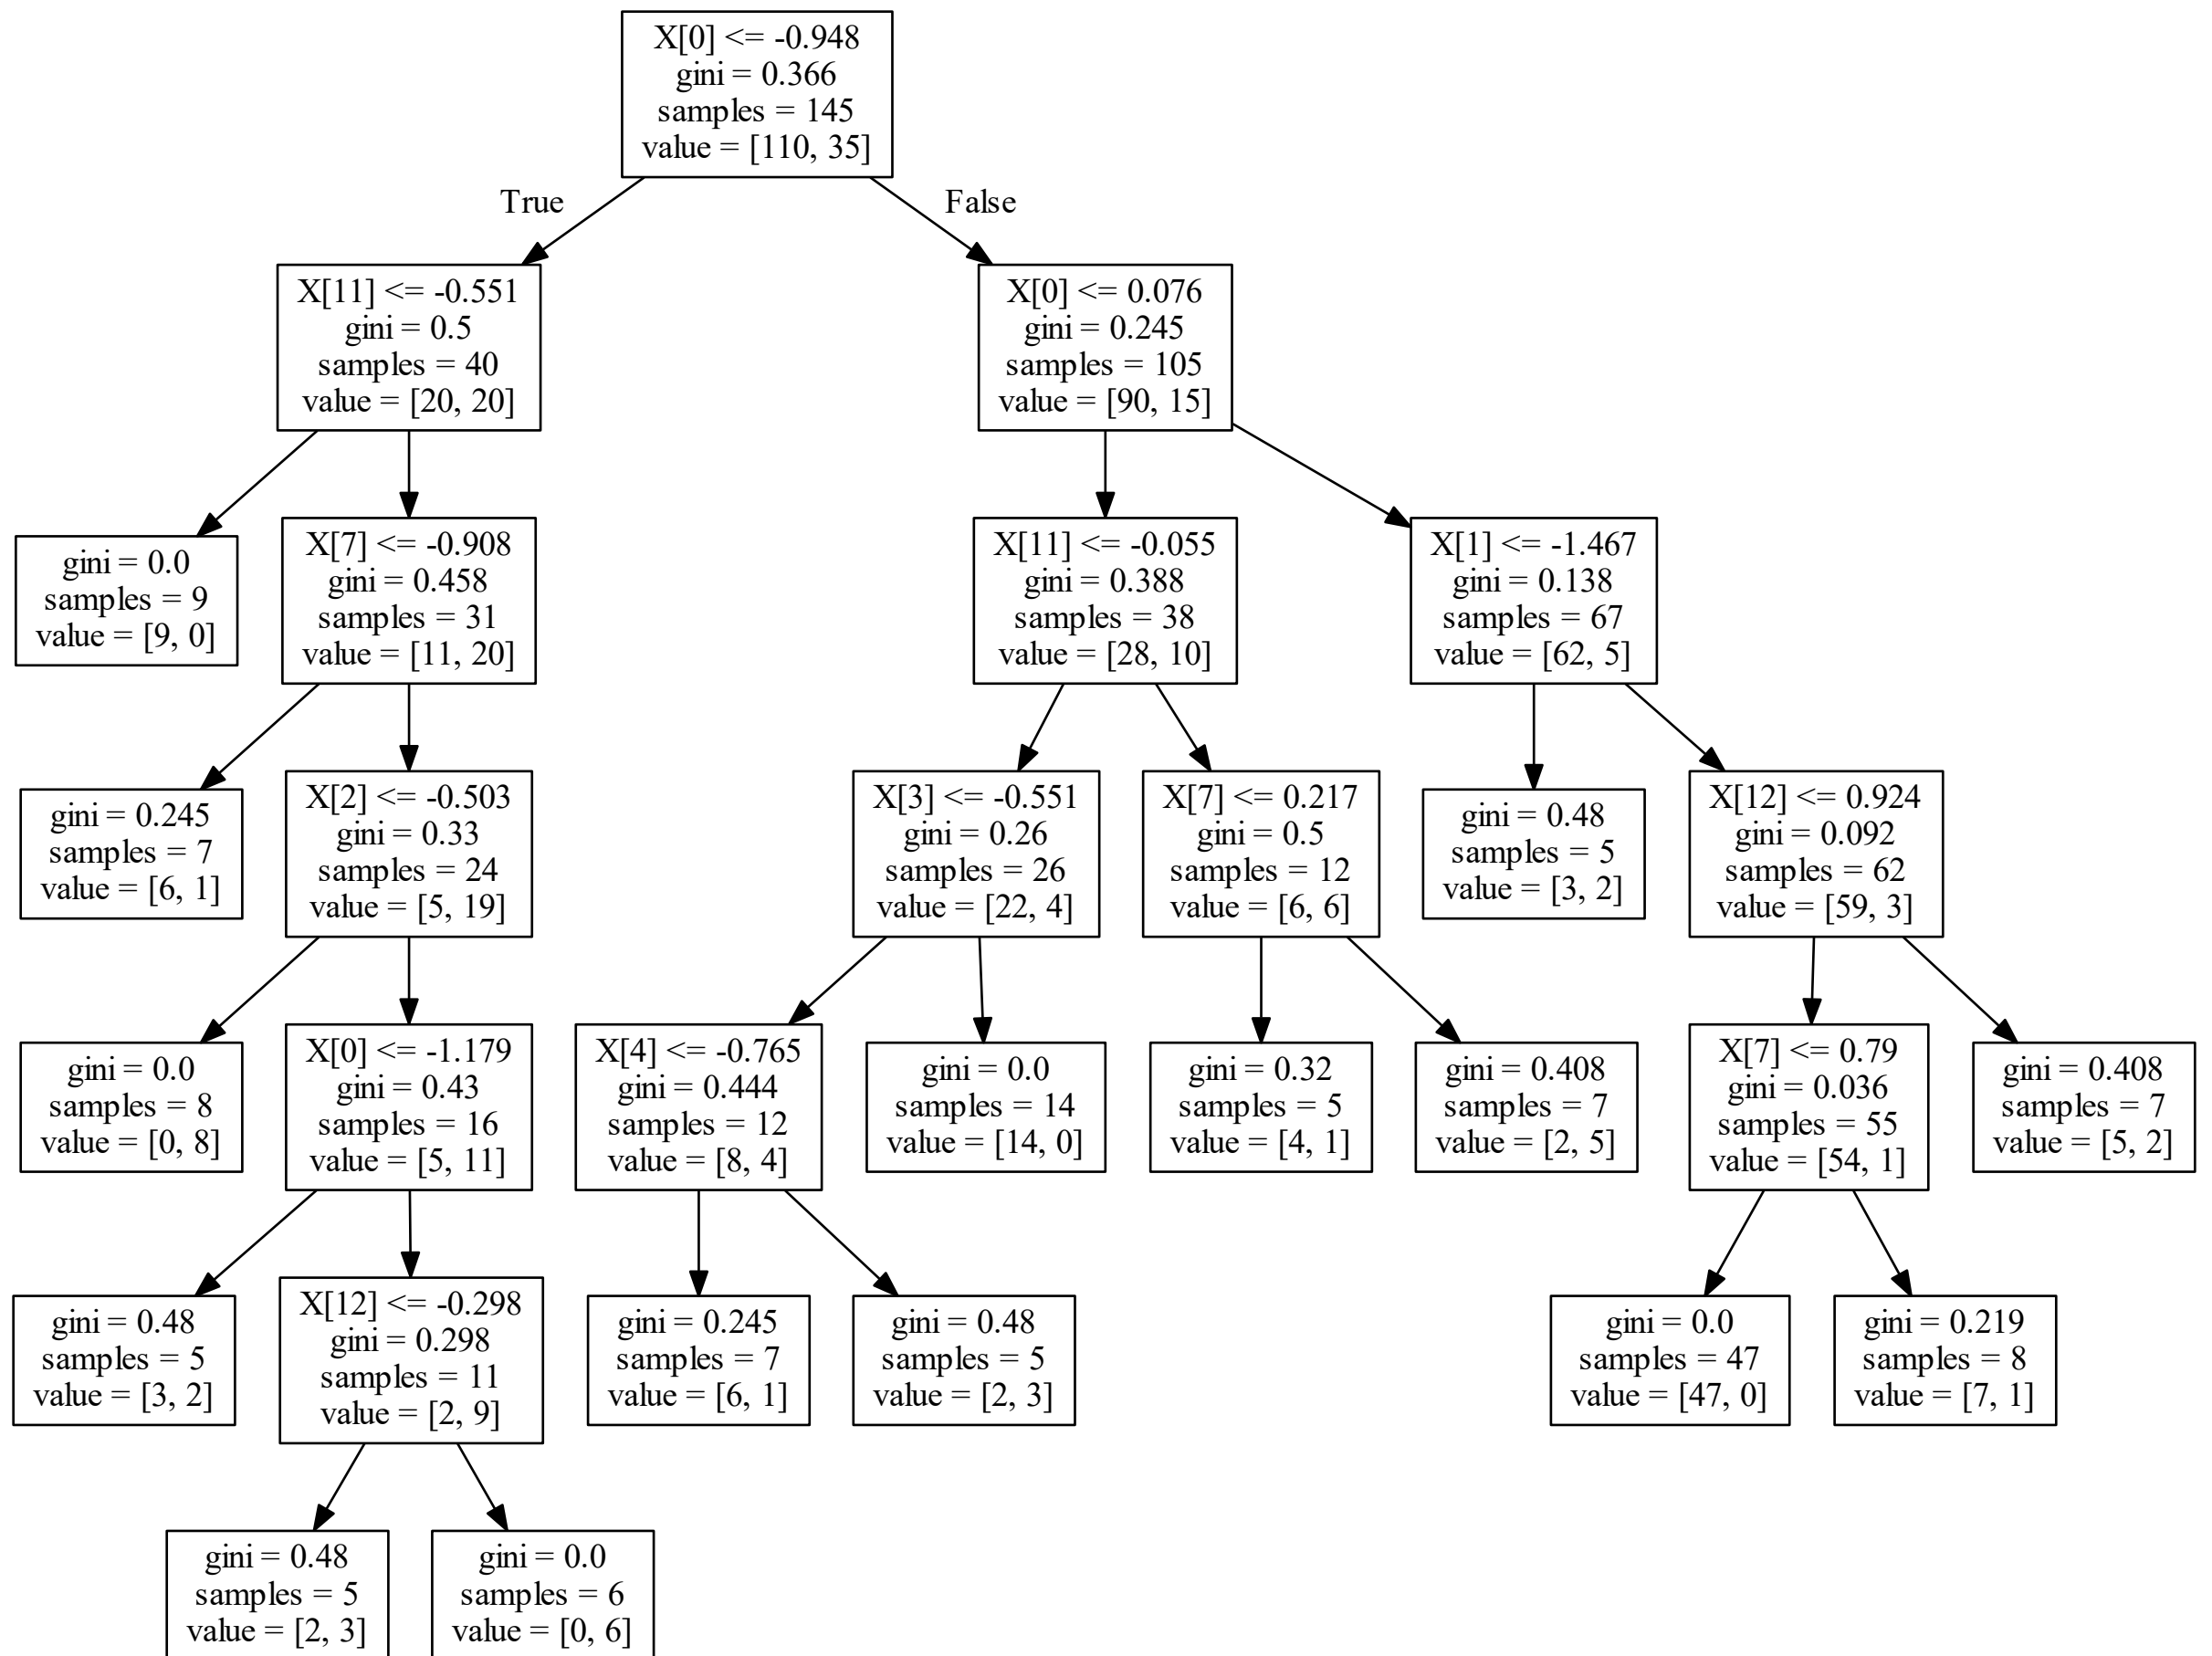 X[0] <= -0.948
gini = 0.366
samples = 145
value = [110, 35]
True
False
X[11] <= -0.551
gini = 0.5
samples = 40
value = [20, 20]
X[0] <= 0.076
gini = 0.245
samples = 105
value = [90, 15]
gini = 0.0
samples = 9
value = [9, 0]
X[7] <= -0.908
gini = 0.458
samples = 31
value = [11, 20]
X[11] <= -0.055
gini = 0.388
samples = 38
value = [28, 10]
X[1] <= -1.467
gini = 0.138
samples = 67
value = [62, 5]
gini = 0.245
samples = 7
value = [6, 1]
X[2] <= -0.503
gini = 0.33
samples = 24
value = [5, 19]
X[3] <= -0.551
gini = 0.26
samples = 26
value = [22, 4]
X[7] <= 0.217
gini = 0.5
samples = 12
value = [6, 6]
gini = 0.48
samples = 5
value = [3, 2]
X[12] <= 0.924
gini = 0.092
samples = 62
value = [59, 3]
gini = 0.0
samples = 8
value = [0, 8]
X[0] <= -1.179
gini = 0.43
samples = 16
value = [5, 11]
X[4] <= -0.765
gini = 0.444
samples = 12
value = [8, 4]
gini = 0.0
samples = 14
value = [14, 0]
gini = 0.32
samples = 5
value = [4, 1]
gini = 0.408
samples = 7
value = [2, 5]
X[7] <= 0.79
gini = 0.036
samples = 55
value = [54, 1]
gini = 0.408
samples = 7
value = [5, 2]
gini = 0.48
samples = 5
value = [3, 2]
X[12] <= -0.298
gini = 0.298
samples = 11
value = [2, 9]
gini = 0.245
samples = 7
value = [6, 1]
gini = 0.48
samples = 5
value = [2, 3]
gini = 0.0
samples = 47
value = [47, 0]
gini = 0.219
samples = 8
value = [7, 1]
gini = 0.48
samples = 5
value = [2, 3]
gini = 0.0
samples = 6
value = [0, 6]